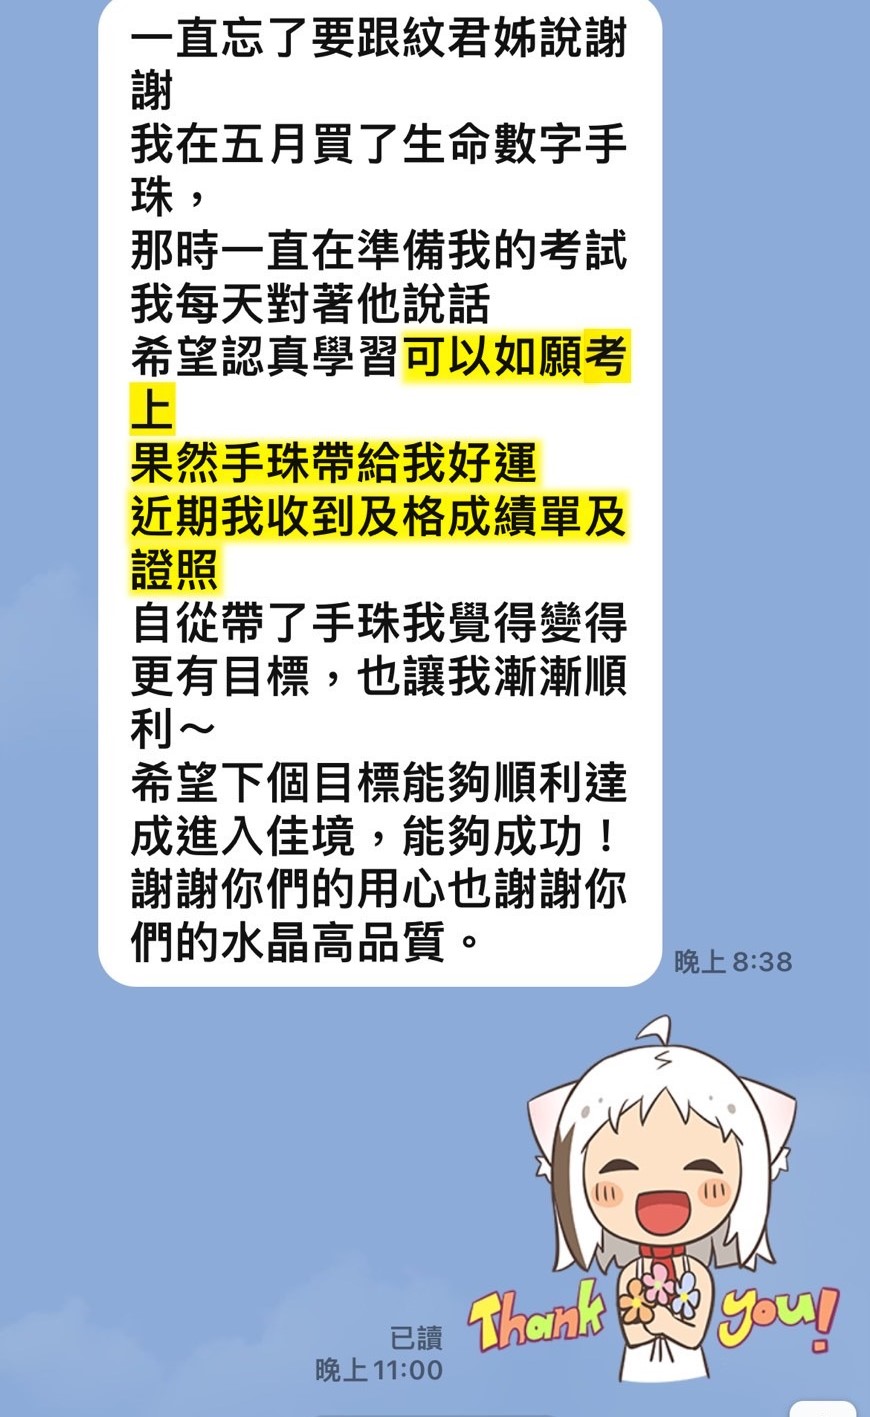 一直忘了要跟紋君姊說謝
謝
我在五月買了生命數字手
珠，
那時一直在準備我的考試
我每天對著他說話
希望認真學習可以如願考
上
果然手珠帶給我好運
近期我收到及格成績單及
證照
自從帶了手珠我覺得變得
更有目標，也讓我漸漸順
利～
希望下個目標能夠順利達
成進入佳境，能夠成功！
謝謝你們的用心也謝謝你
們的水晶高品質。
晚上 8:38
Thank you!
已讀
晚上 11:00